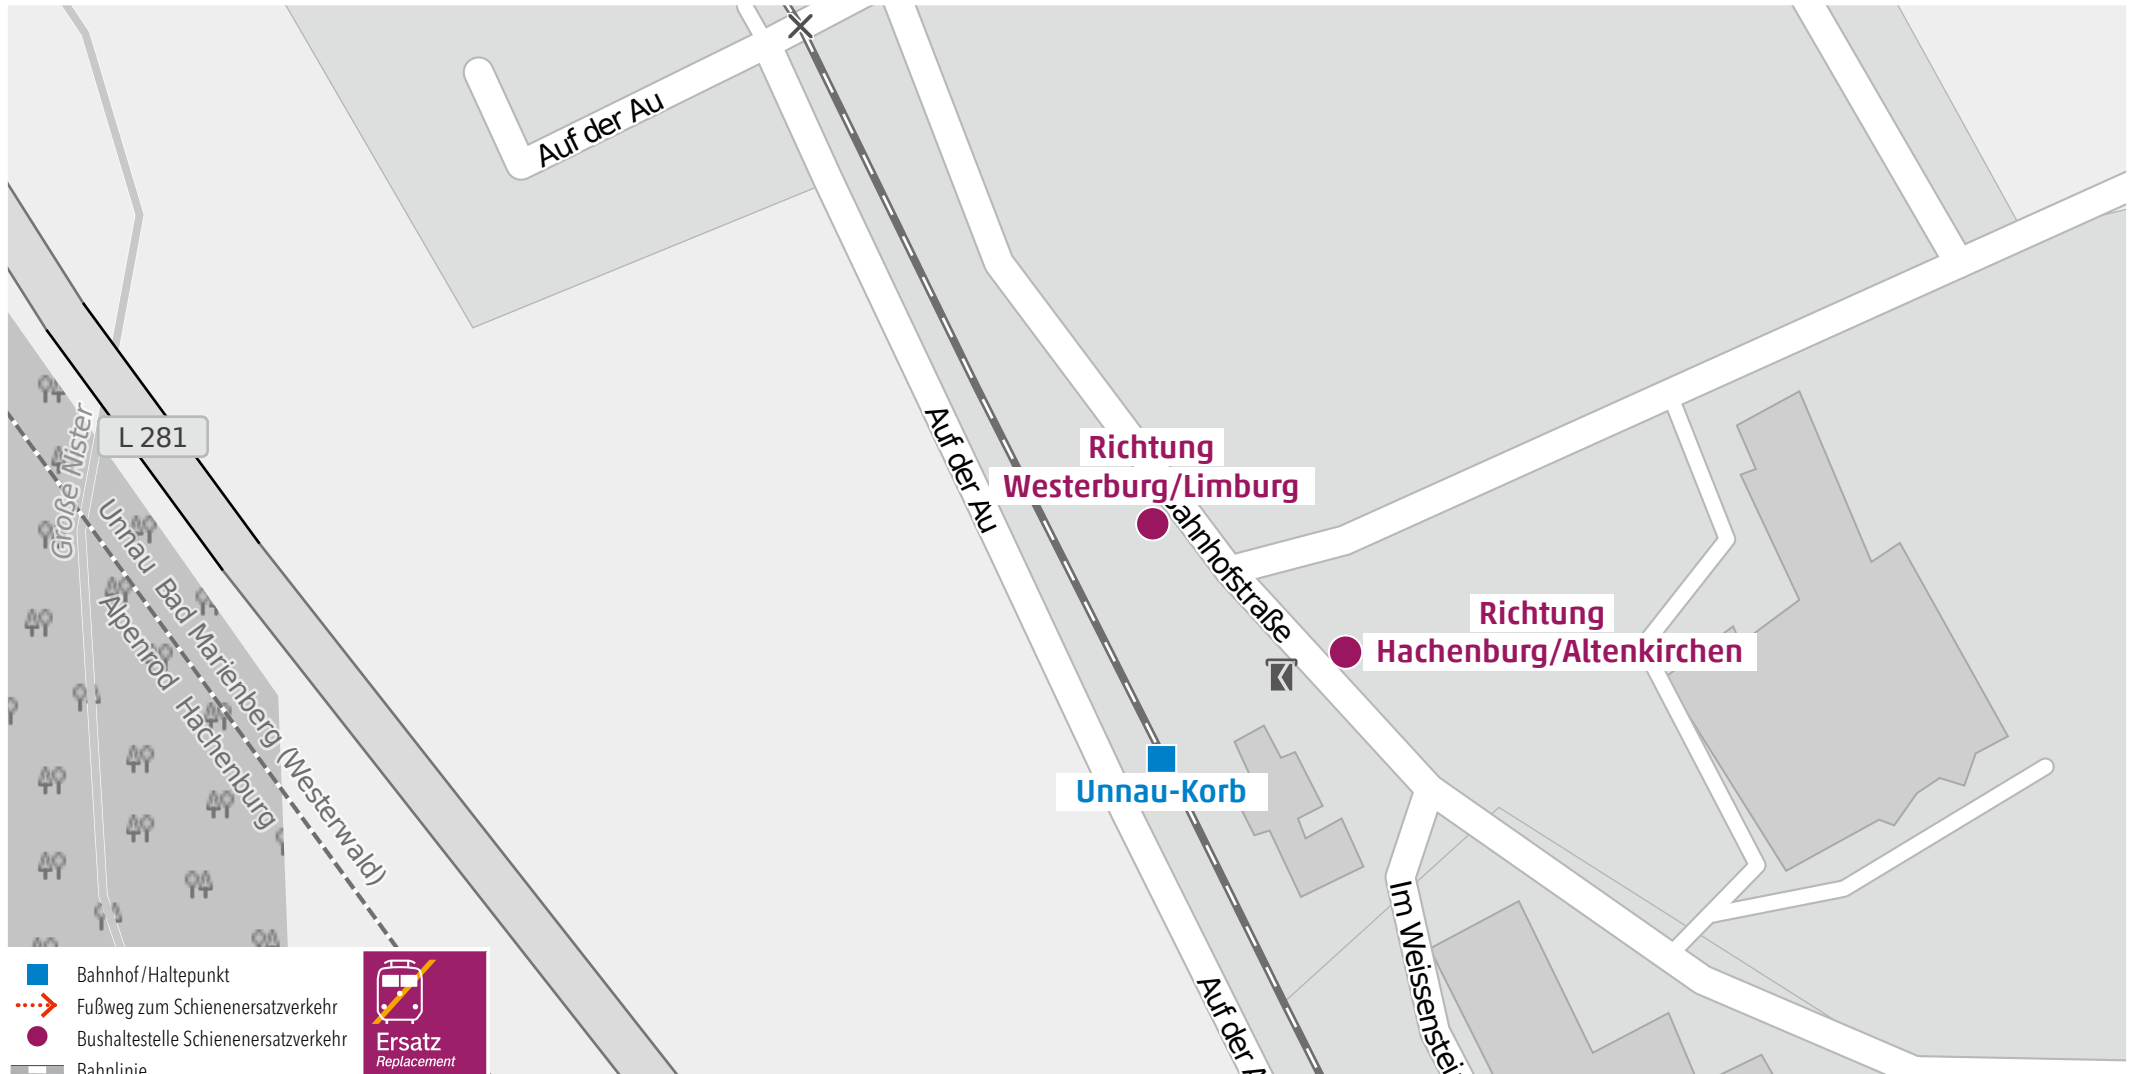 Auf der Au
L 281
Große Nister
Unnau Bad Marienberg (Westerwald)
Alpenrod Hachenburg
Auf der Au
Richtung
Westerburg/Limburg
Bahnhofstraße
Richtung
Hachenburg/Altenkirchen
Unnau-Korb
Im Weissenstei
Auf der A
Bahnhof/Haltepunkt
Fußweg zum Schienenersatzverkehr
Bushaltestelle Schienenersatzverkehr
Bahnlinie
Ersatz
Replacement